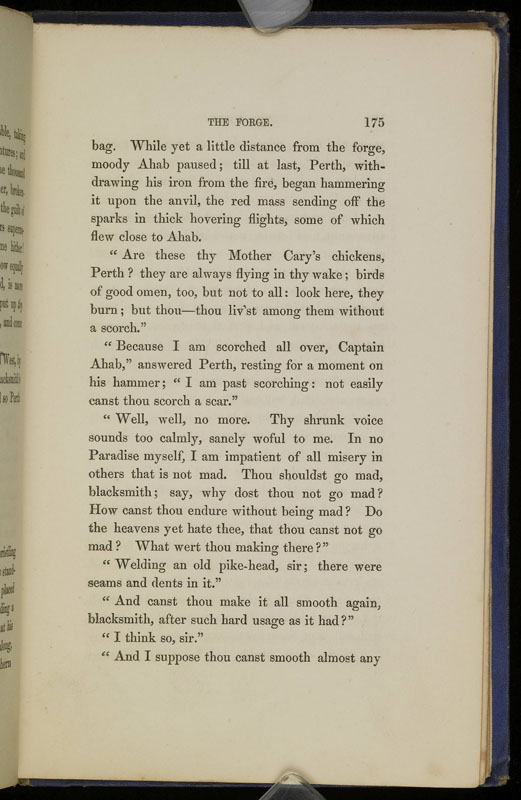 THE FORGE. 175
bag. While yet a little distance from the forge,
moody Ahab paused; till at last, Perth, with-
drawing his iron from the fire, began hammering
it upon the anvil, the red mass sending off the
sparks in thick hovering flights, some of which
flew close to Ahab.
“ Are these thy Mother Cary's chickens,
Perth ? they are always flying in thy wake; birds
of good omen, too, but not to all: look here, they
burn; but thou—thou liv'st among them without
a scorch.”
“ Because I am scorched all over, Captain
Ahab,” answered Perth, resting for a moment on
his hammer; “ I am past scorching: not easily
canst thou scorch a scar.”
“ Well, well, no more. Thy shrunk voice
sounds too calmly, sanely woful to me. In no
Paradise myself, I am impatient of all misery in
others that is not mad. Thou shouldst go mad,
blacksmith; say, why dost thou not go mad?
How canst thou endure without being mad? Do
the heavens yet hate thee, that thou canst not go
mad? What wert thou making there?”
“ Welding an old pike-head, sir; there were
seams and dents in it.”
“ And canst thou make it all smooth again,
blacksmith, after such hard usage as it had?”
“ I think so, sir.”
“ And I suppose thou canst smooth almost any